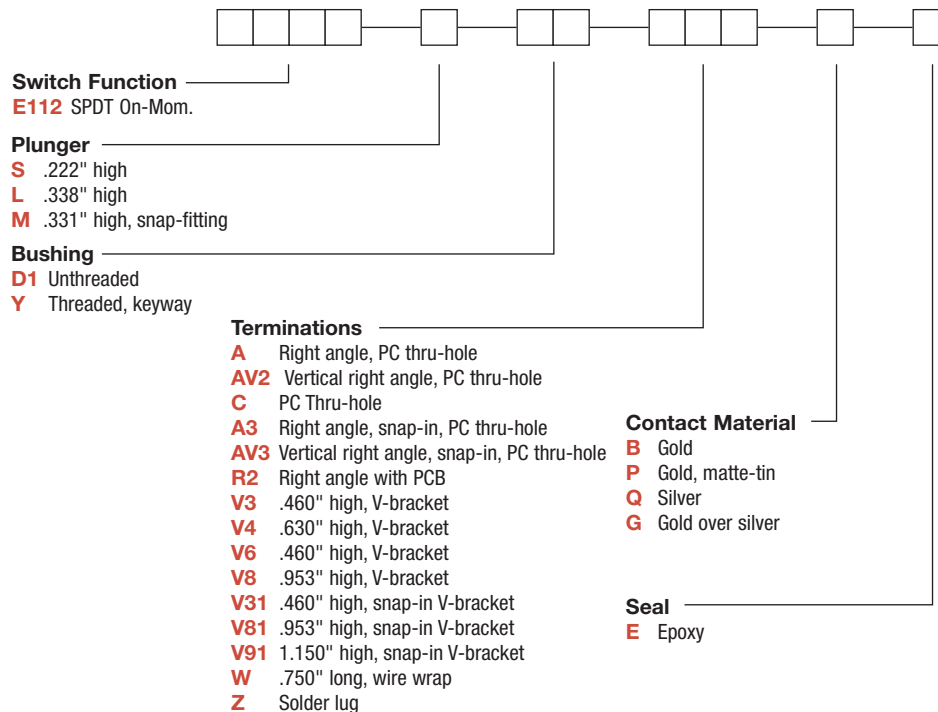 Switch Function
E112 SPDT On-Mom.
Plunger
S .222" high
L .338" high
M .331" high, snap-fitting
Bushing
D1 Unthreaded
Y Threaded, keyway
Terminations
A Right angle, PC thru-hole
AV2 Vertical right angle, PC thru-hole
C PC Thru-hole
A3 Right angle, snap-in, PC thru-hole
AV3 Vertical right angle, snap-in, PC thru-hole
R2 Right angle with PCB
V3 .460" high, V-bracket
V4 .630" high, V-bracket
V6 .460" high, V-bracket
V8 .953" high, V-bracket
V31 .460" high, snap-in V-bracket
V81 .953" high, snap-in V-bracket
V91 1.150" high, snap-in V-bracket
W .750" long, wire wrap
Z Solder lug
Contact Material
B Gold
P Gold, matte-tin
Q Silver
G Gold over silver
Seal
E Epoxy